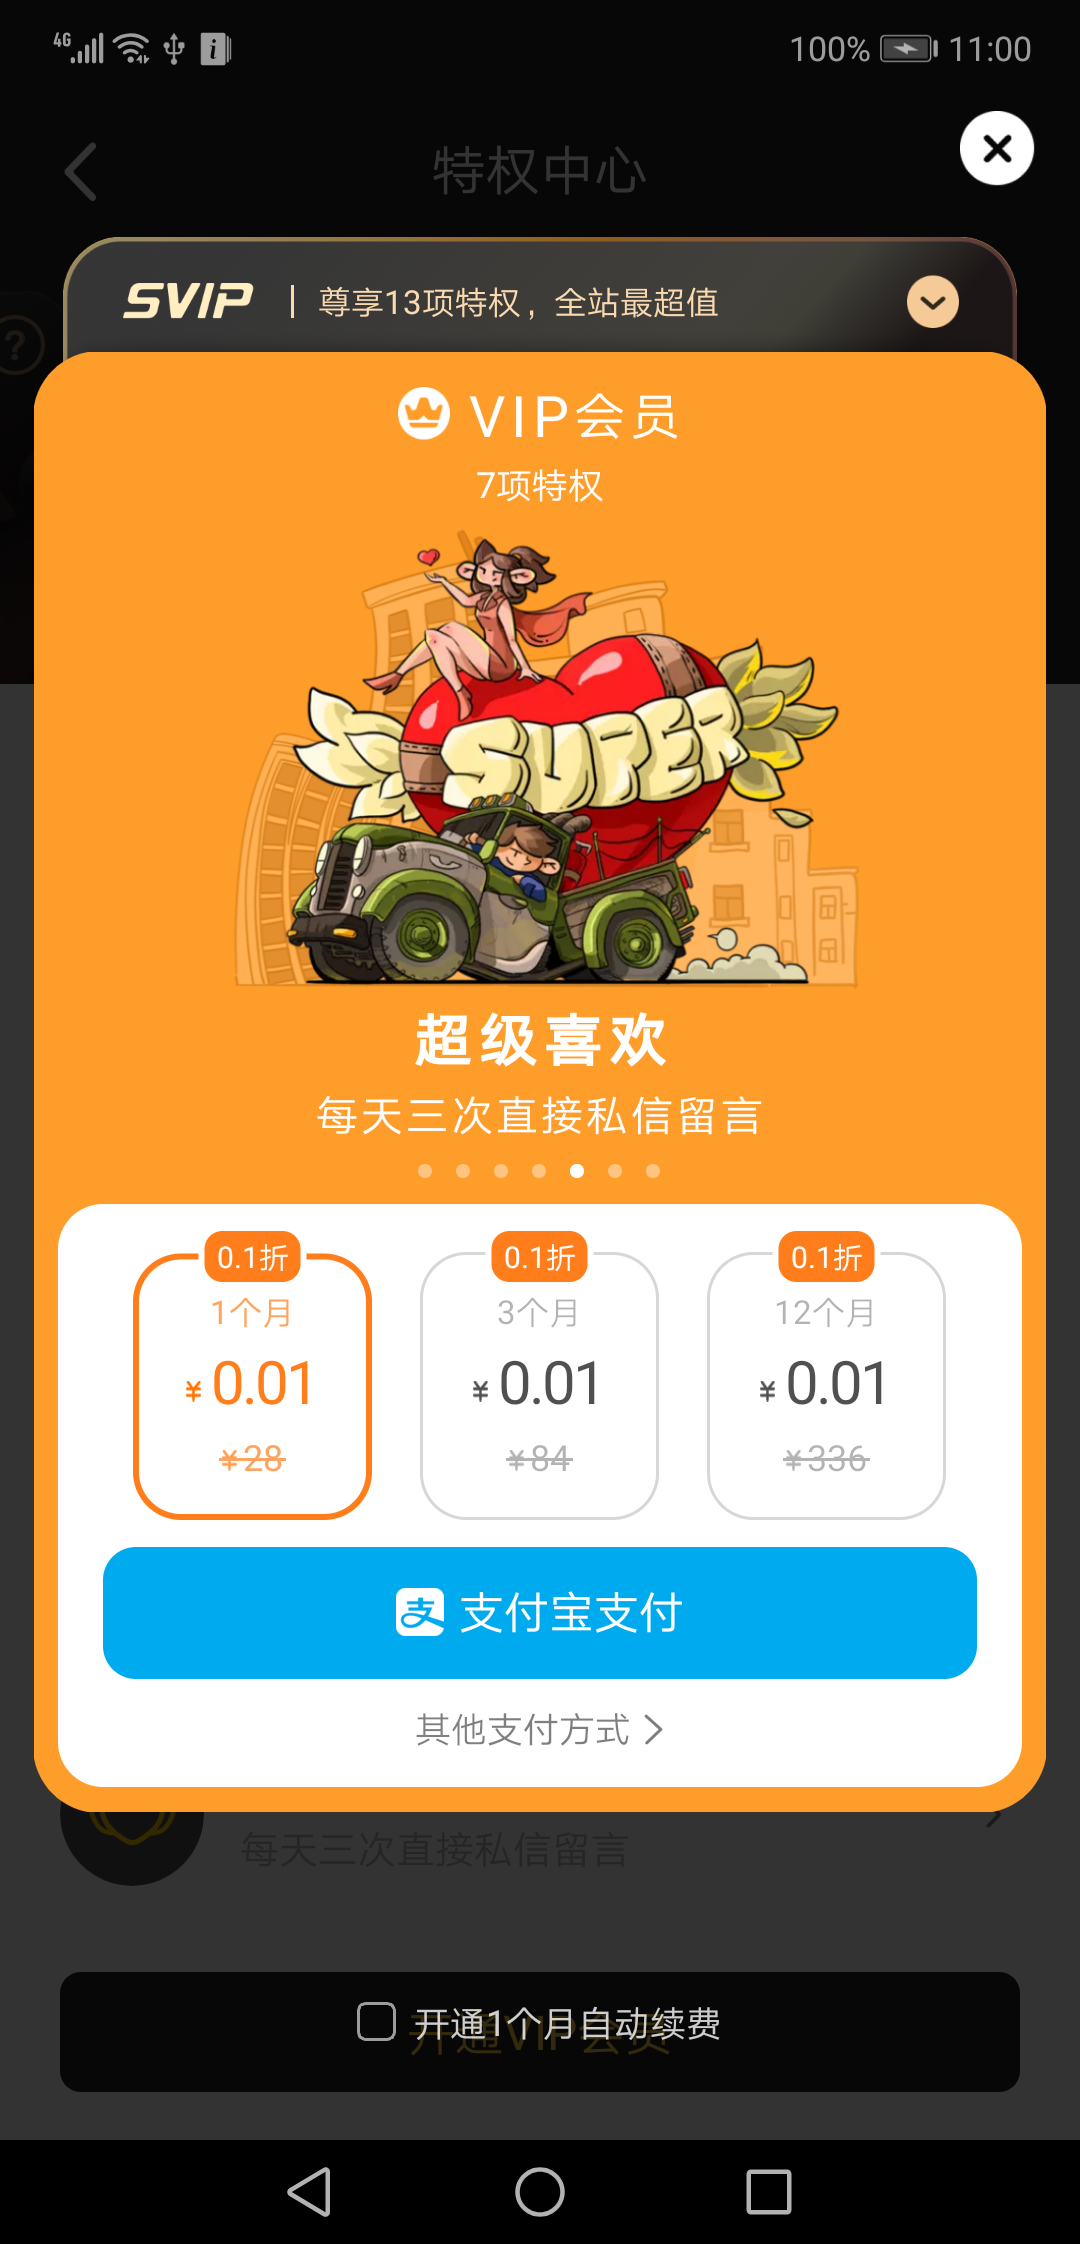 4G 100% 11:00
特权中心
SVIP | 尊享13项特权，全站最超值
?
VIP会员
7项特权
SUPER
超级喜欢
每天三次直接私信留言
0.1折 0.1折 0.1折
1个月 3个月 12个月
¥0.01 ¥0.01 ¥0.01
¥28 ¥84 ¥336
支 支付宝支付
其他支付方式
每天三次直接私信留言
开通1个月自动续费
开通VIP会员